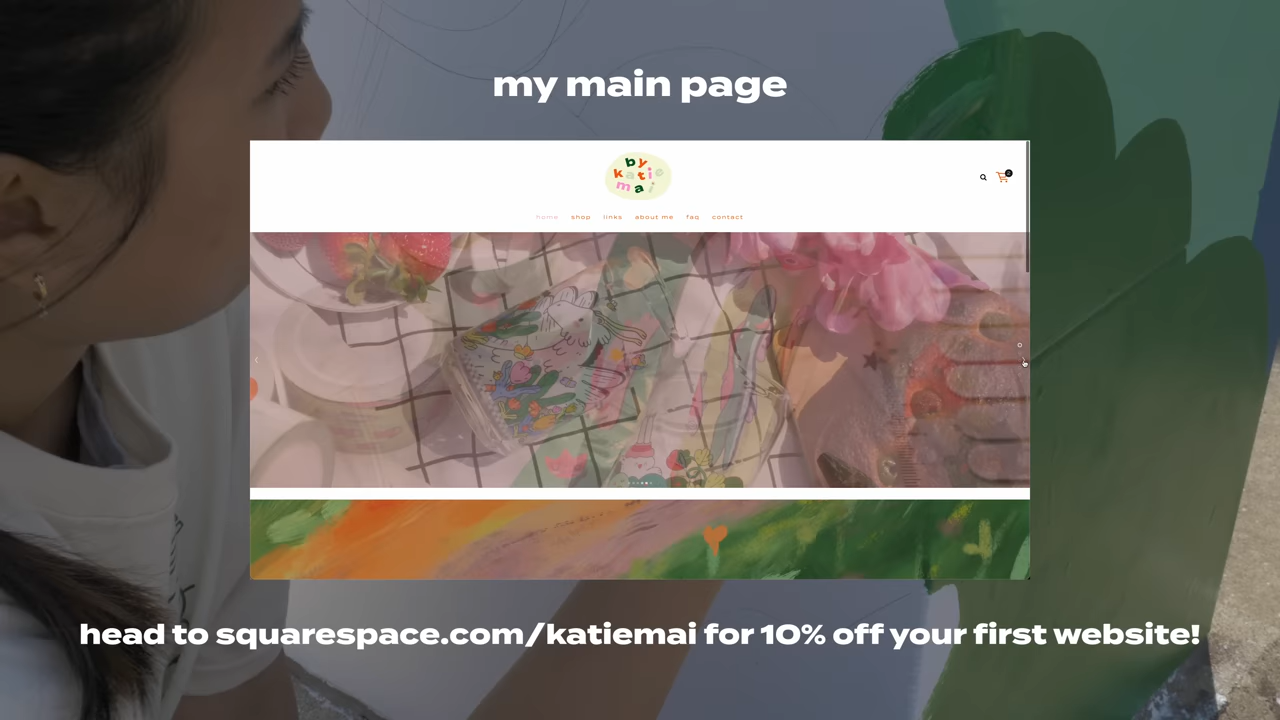 my main page
by
katie
mai
home shop links about me faq contact
0
head to squarespace.com/katiemai for 10% off your first website!